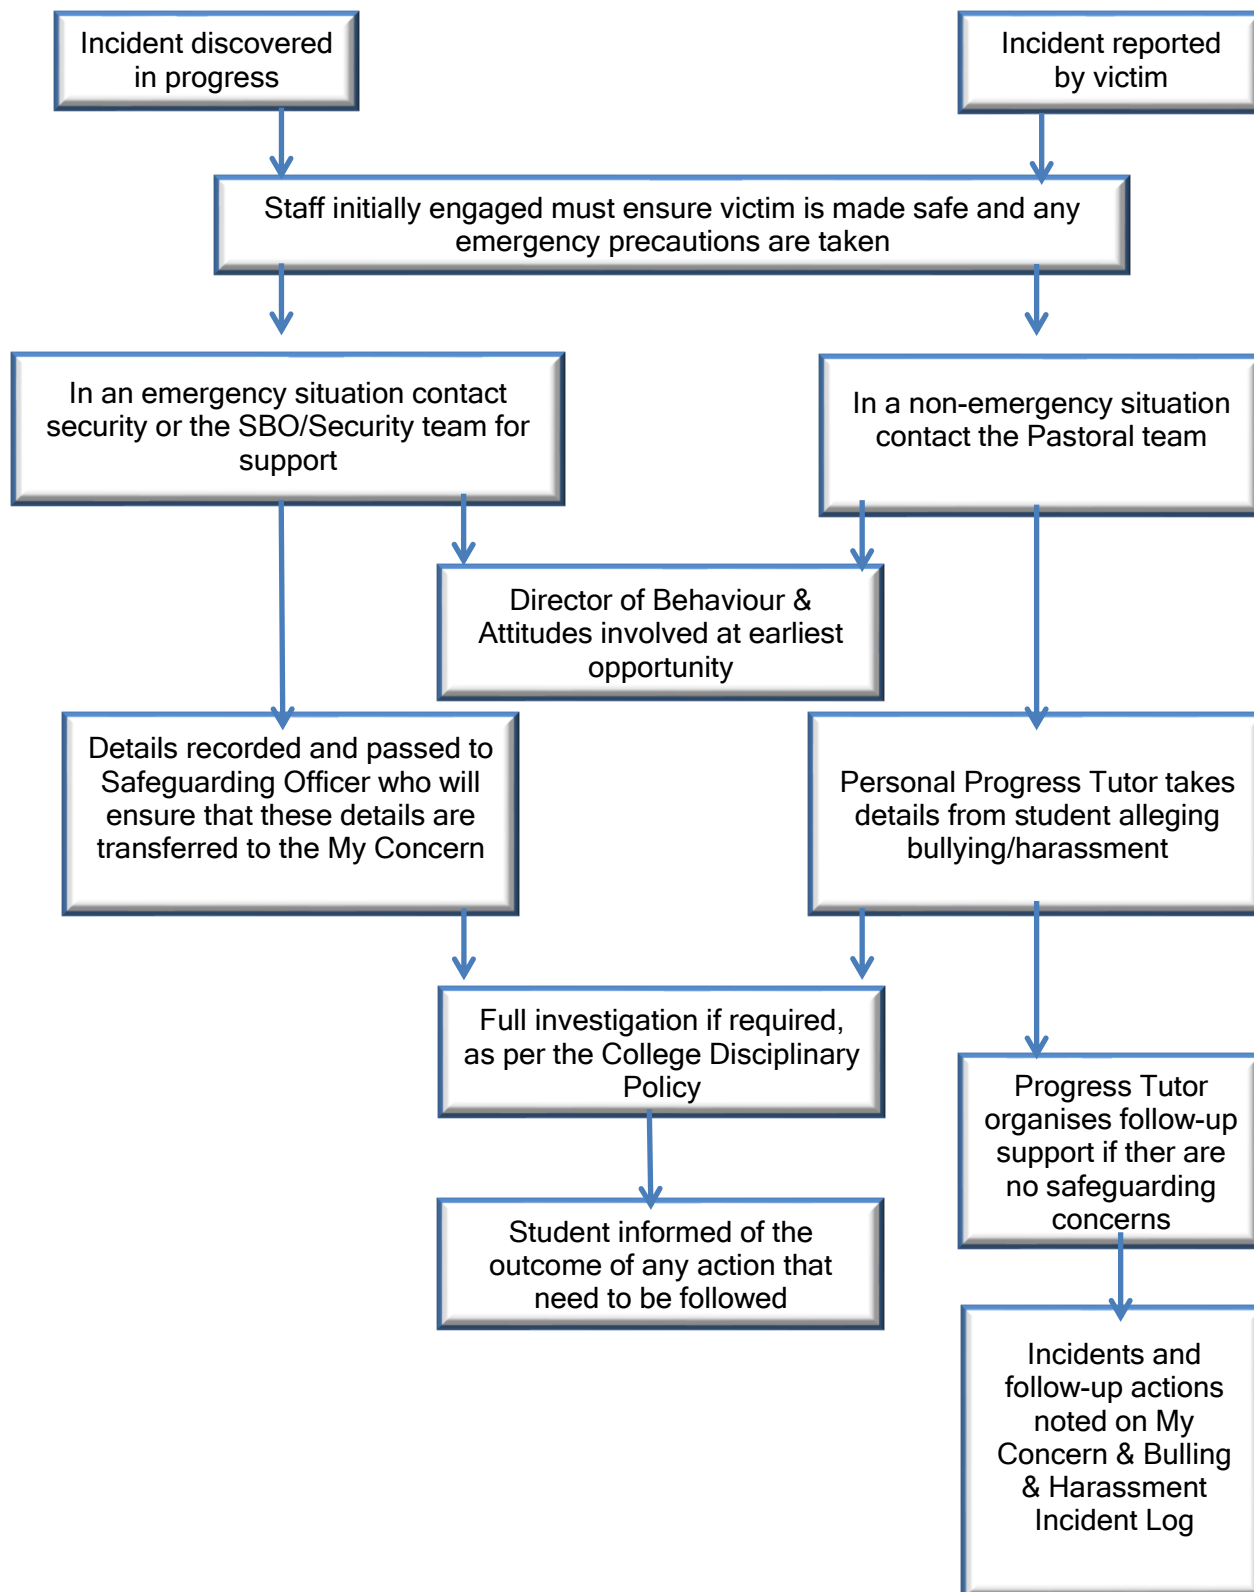 Incident discovered
in progress
Incident reported
by victim
Staff initially engaged must ensure victim is made safe and any
emergency precautions are taken
In an emergency situation contact
security or the SBO/Security team for
support
In a non-emergency situation
contact the Pastoral team
Director of Behaviour &
Attitudes involved at earliest
opportunity
Details recorded and passed to
Safeguarding Officer who will
ensure that these details are
transferred to the My Concern
Personal Progress Tutor takes
details from student alleging
bullying/harassment
Full investigation if required,
as per the College Disciplinary
Policy
Progress Tutor
organises follow-up
support if ther are
no safeguarding
concerns
Student informed of the
outcome of any action that
need to be followed
Incidents and
follow-up actions
noted on My
Concern & Bulling
& Harassment
Incident Log